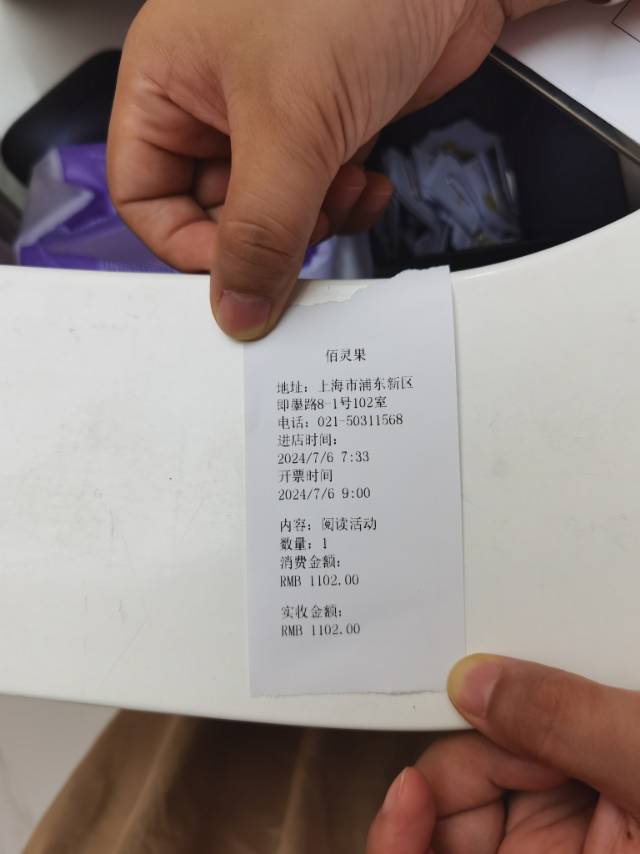 佰灵果
地址：上海市浦东新区
即墨路8-1号102室
电话：021-50311568
进店时间：
2024/7/6 7:33
开票时间
2024/7/6 9:00
内容：阅读活动
数量：1
消费金额：
RMB 1102.00
实收金额：
RMB 1102.00